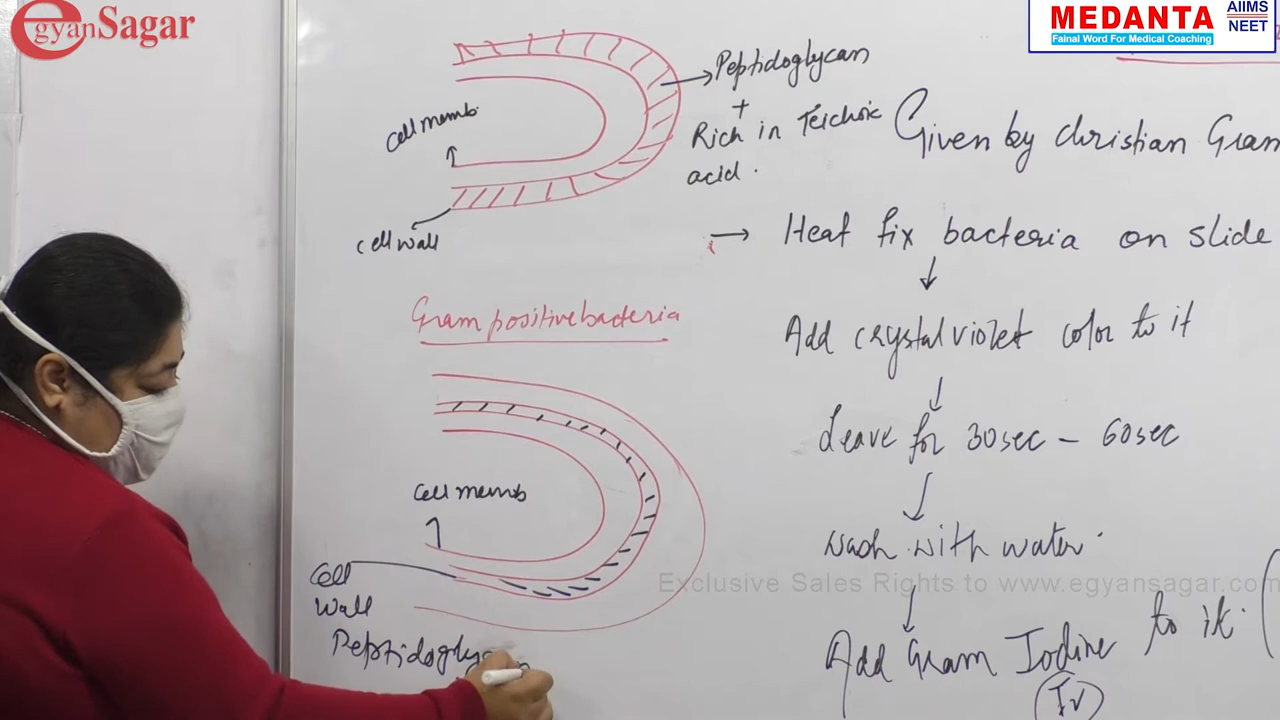 egyanSagar
MEDANTA
Fainal Word For Medical Coaching
AIIMS
NEET
Peptidoglycan
+
Rich in Teichoic
acid.
Cell memb.
Cell wall
Gram positive bacteria
Cell memb
Cell
Wall
Peptidoglycan
Given by Christian Gram
→ Heat fix bacteria on slide
Add crystal violet color to it
Leave for 30sec - 60sec
Wash with water.
Exclusive Sales Rights to www.egyansagar.com
Add Gram Iodine to it. (